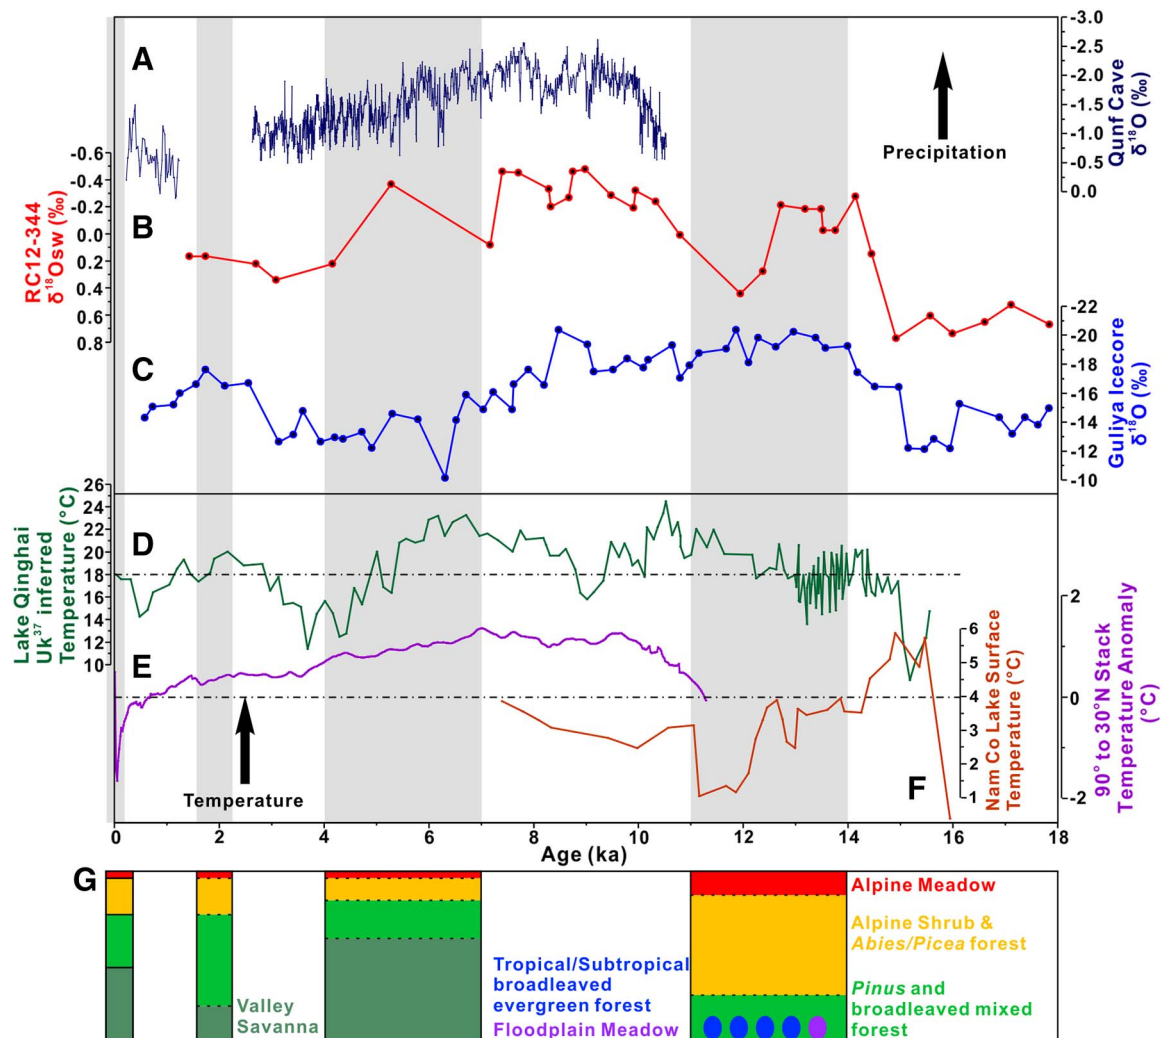 A
-3.0
-2.5
-2.0
-1.5
-1.0
-0.5
0.0
Qunf Cave
δ¹⁸O (‰)
Precipitation
-0.6
-0.4
-0.2
0.0
0.2
0.4
0.6
0.8
RC12-344
δ¹⁸Osw (‰)
B
C
-22
-20
-18
-16
-14
-12
-10
Guliya Icecore
δ¹⁸O (‰)
26
24
22
20
18
16
14
12
10
Lake Qinghai
Uk³⁷ inferred
Temperature (°C)
D
E
Temperature
F
6
5
4
3
2
1
Nam Co Lake Surface
Temperature (°C)
2
0
-2
90° to 30°N Stack
Temperature Anomaly
(°C)
0 2 4 6 8 10 12 14 16 18
Age (ka)
G
Alpine Meadow
Alpine Shrub &
Abies/Picea forest
Pinus and
broadleaved mixed
forest
Tropical/Subtropical
broadleaved
evergreen forest
Floodplain Meadow
Valley
Savanna